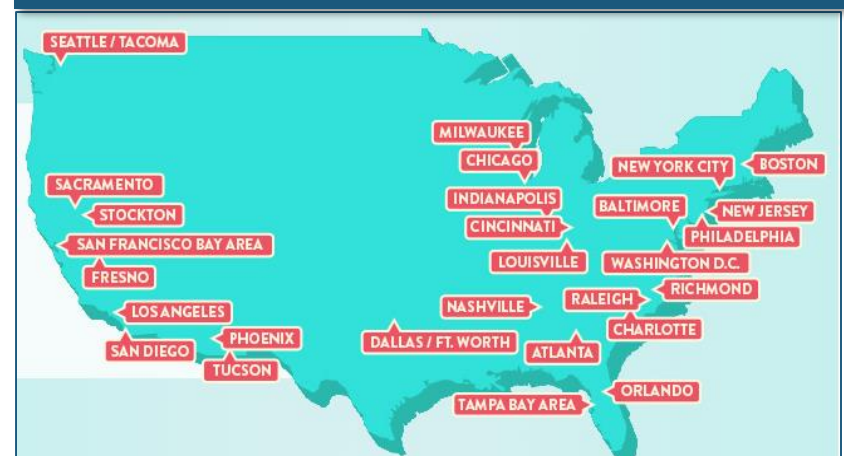 SEATTLE / TACOMA
MILWAUKEE
CHICAGO
NEW YORK CITY
BOSTON
SACRAMENTO
INDIANAPOLIS
BALTIMORE
STOCKTON
NEW JERSEY
CINCINNATI
PHILADELPHIA
SAN FRANCISCO BAY AREA
LOUISVILLE
WASHINGTON D.C.
FRESNO
RICHMOND
RALEIGH
NASHVILLE
LOS ANGELES
CHARLOTTE
PHOENIX
DALLAS / FT. WORTH
SAN DIEGO
ATLANTA
TUCSON
ORLANDO
TAMPA BAY AREA